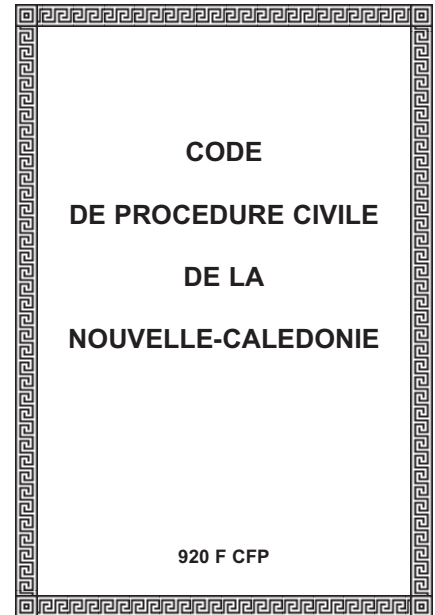 CODE
DE PROCEDURE CIVILE
DE LA
NOUVELLE-CALEDONIE
920 F CFP